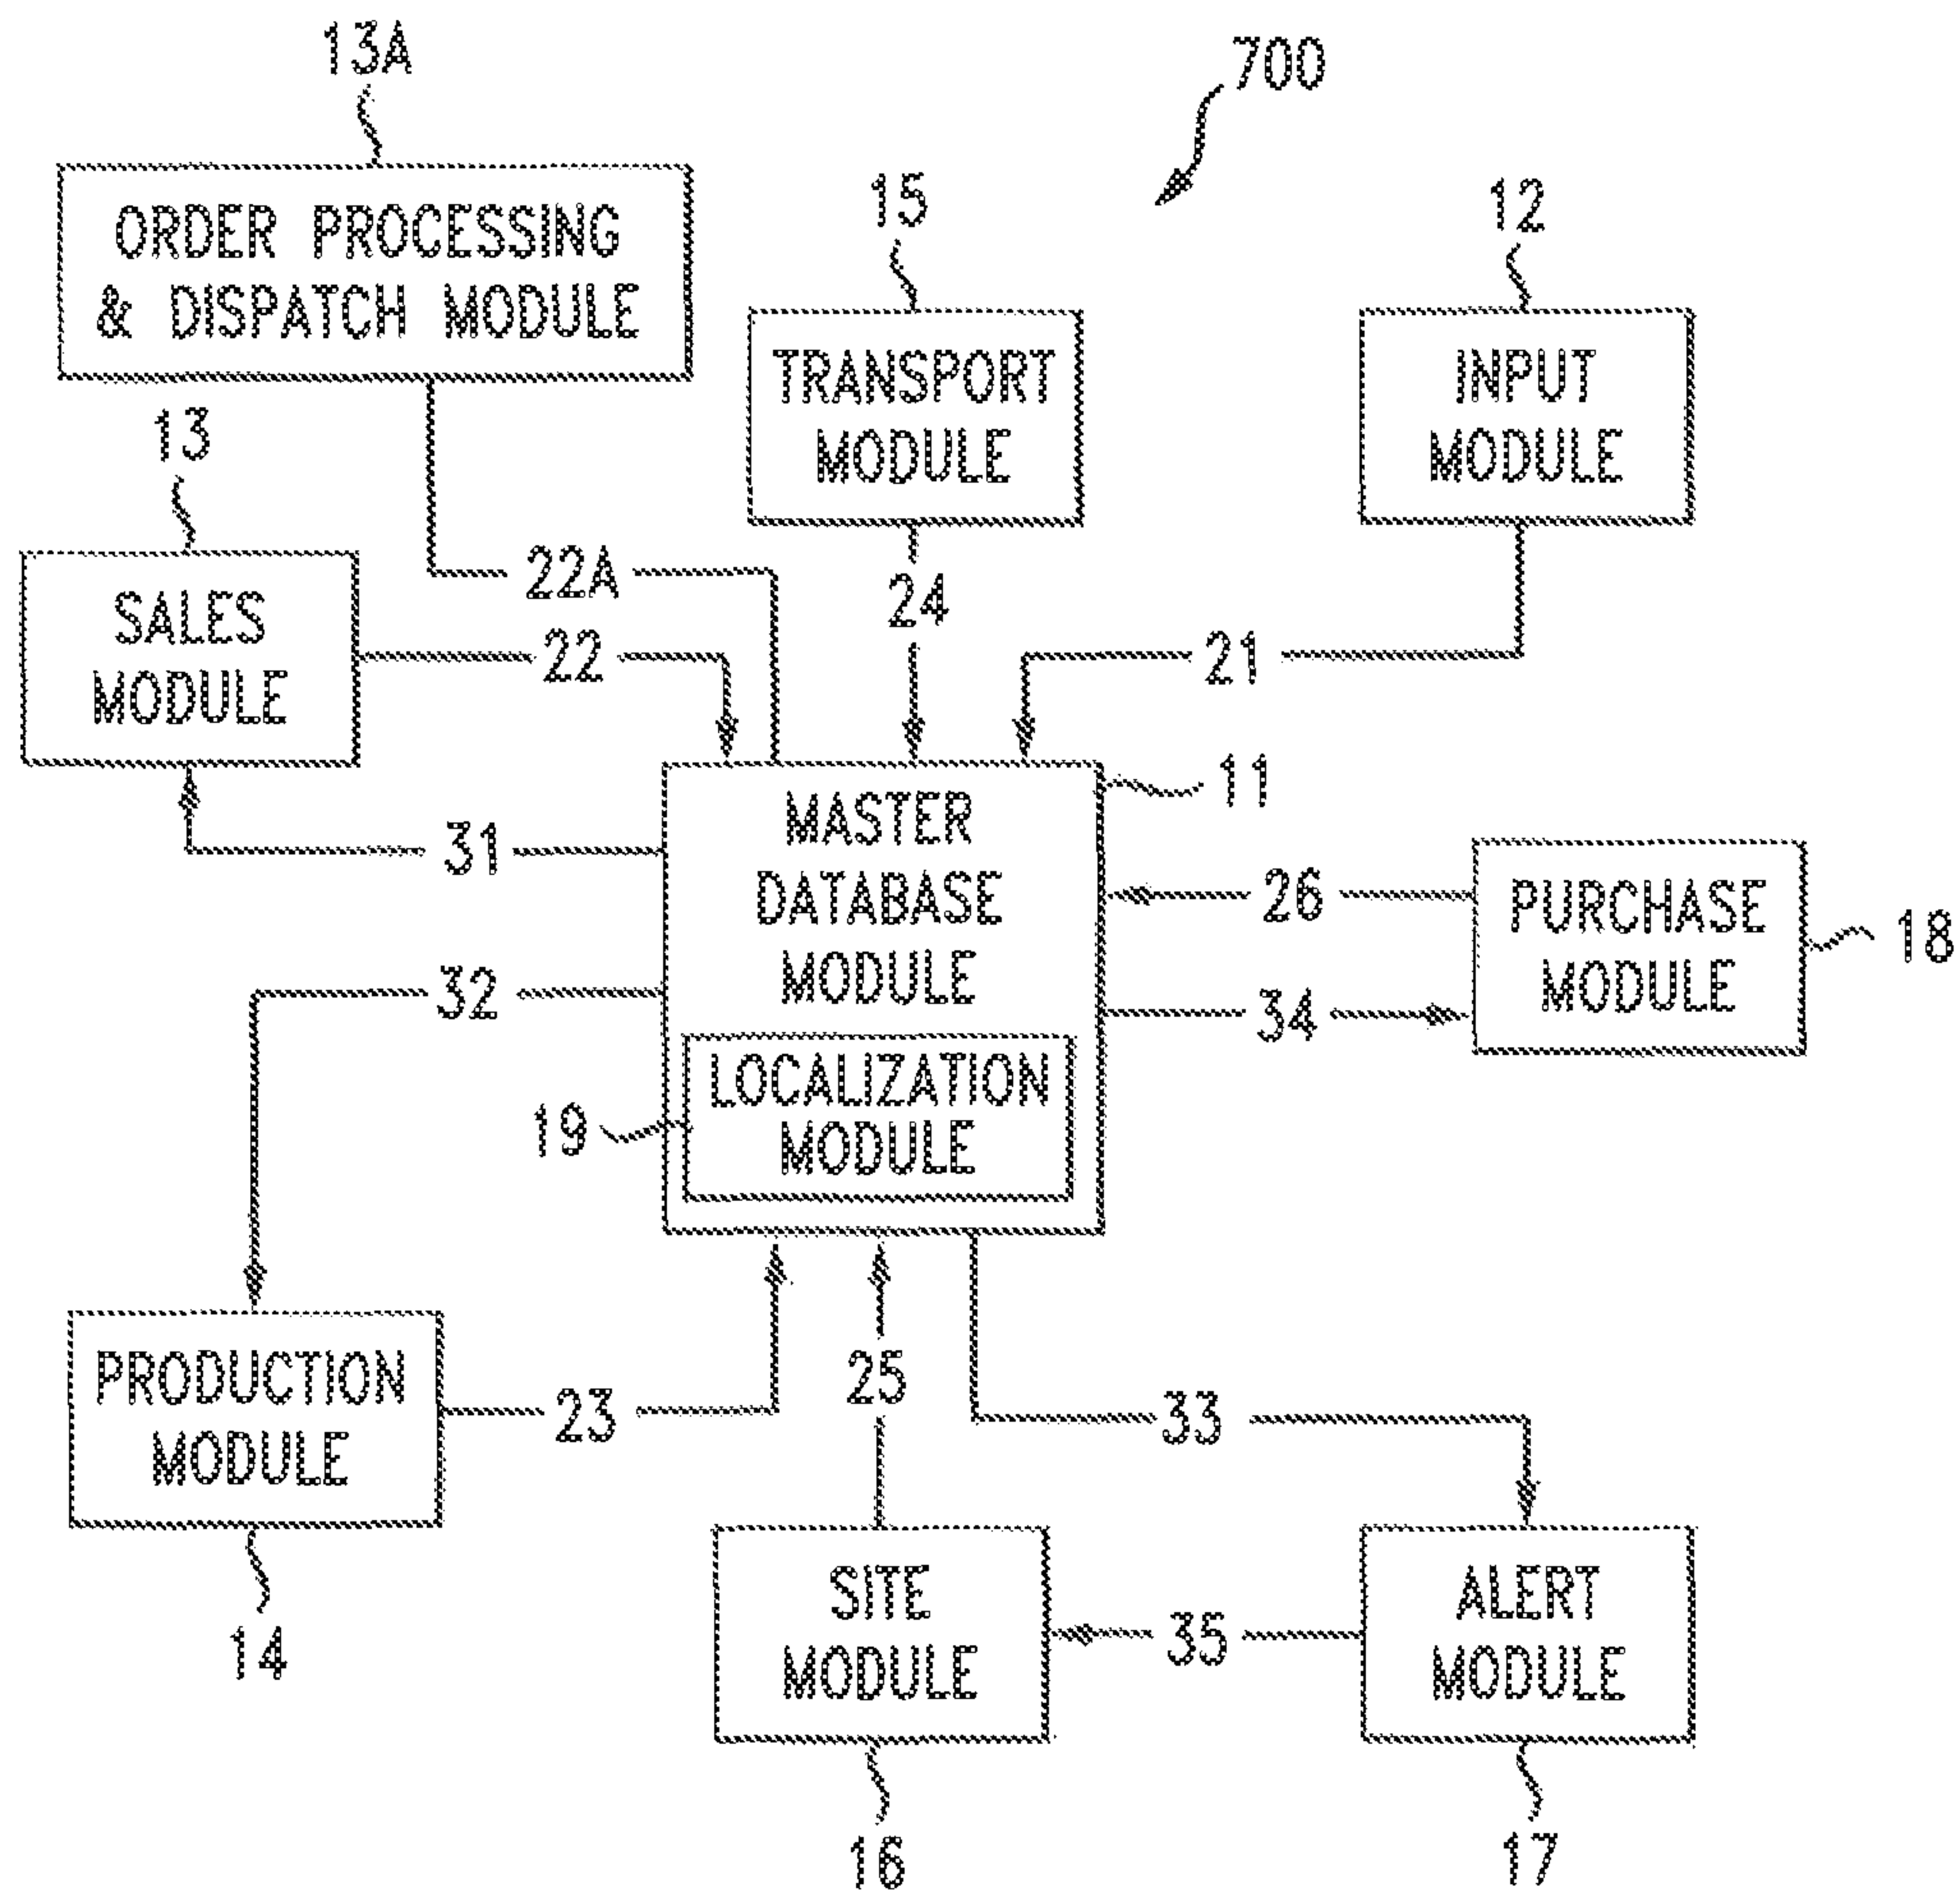 13A
700
ORDER PROCESSING
& DISPATCH MODULE
15
TRANSPORT
MODULE
12
INPUT
MODULE
13
SALES
MODULE
22A
22
24
21
11
MASTER
DATABASE
MODULE
31
26
PURCHASE
MODULE
18
32
34
LOCALIZATION
MODULE
19
PRODUCTION
MODULE
14
23
25
33
SITE
MODULE
16
35
ALERT
MODULE
17